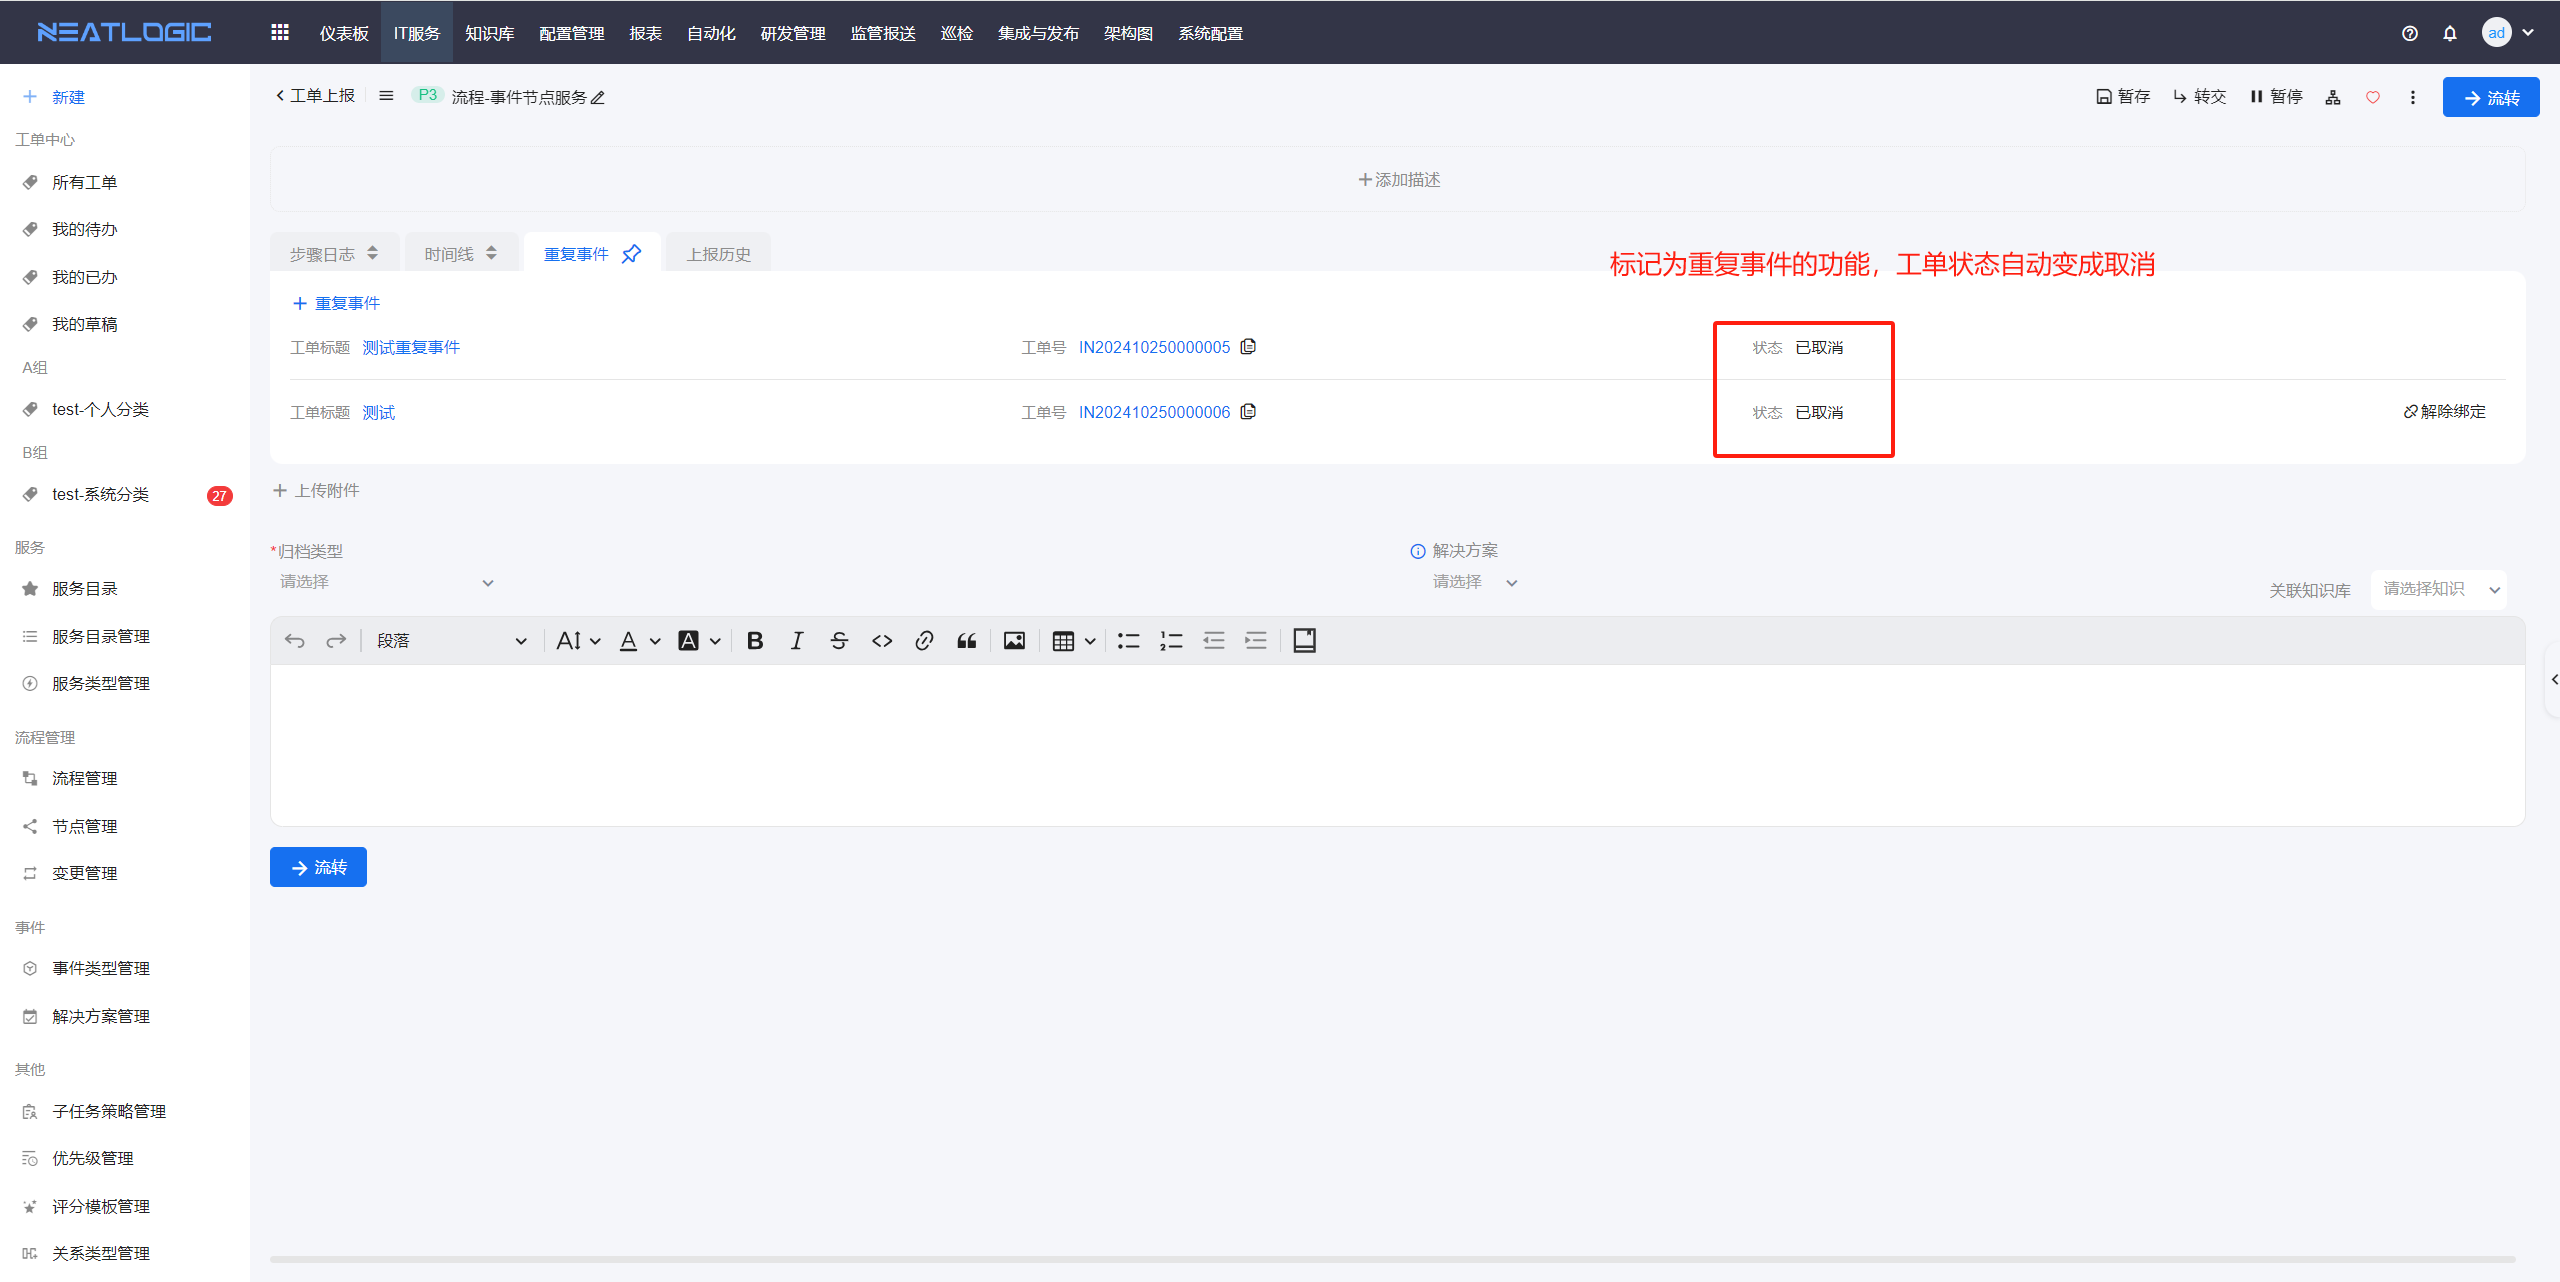 NEATLOGIC
仪表板 IT服务 知识库 配置管理 报表 自动化 研发管理 监管报送 巡检 集成与发布 架构图 系统配置
ad
新建
工单中心
所有工单
我的待办
我的已办
我的草稿
A组
test-个人分类
B组
test-系统分类 27
服务
服务目录
服务目录管理
服务类型管理
流程管理
流程管理
节点管理
变更管理
事件
事件类型管理
解决方案管理
其他
子任务策略管理
优先级管理
评分模板管理
关系类型管理
工单上报 P3 流程-事件节点服务
暂存 转交 暂停 流转
添加描述
步骤日志 时间线 重复事件 上报历史
标记为重复事件的功能，工单状态自动变成取消
重复事件
工单标题 测试重复事件 工单号 IN202410250000005 状态 已取消
工单标题 测试 工单号 IN202410250000006 状态 已取消 解除绑定
上传附件
*归档类型 解决方案
请选择 请选择
关联知识库 请选择知识
段落
流转